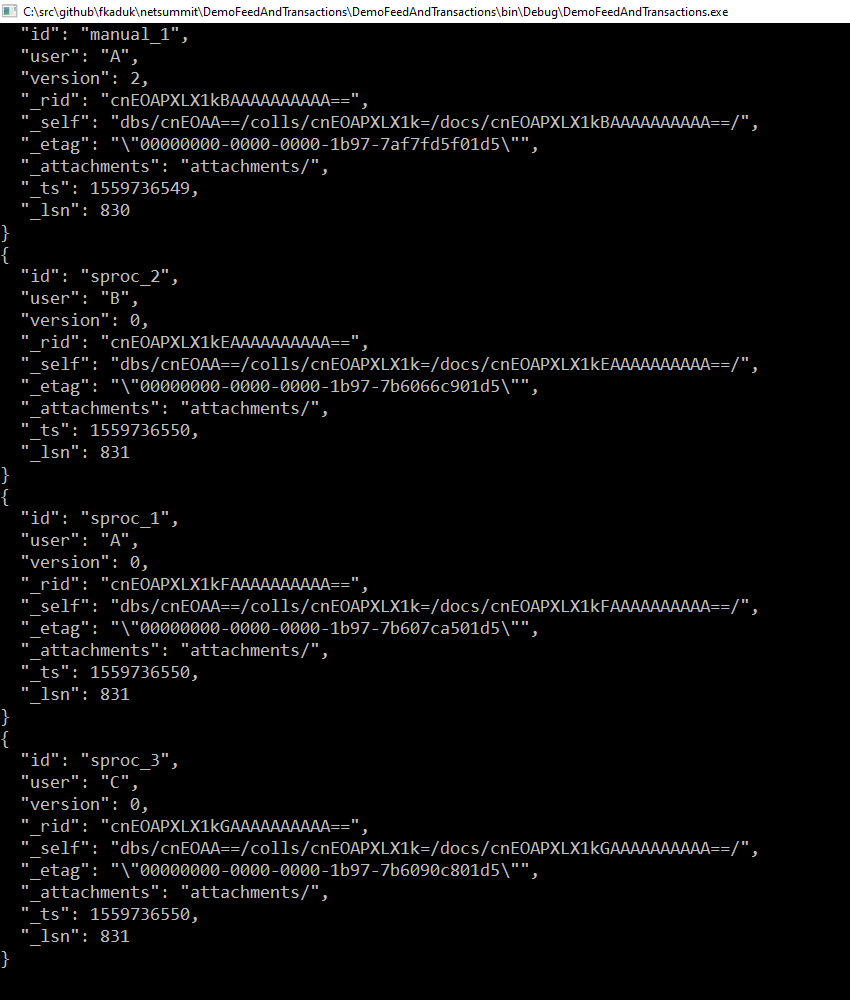 C:\src\github\fkaduk\netsummit\DemoFeedAndTransactions\DemoFeedAndTransactions\bin\Debug\DemoFeedAndTransactions.exe
  "id": "manual_1",
  "user": "A",
  "version": 2,
  "_rid": "cnEOAPXLX1kBAAAAAAAAAA==",
  "_self": "dbs/cnEOAA==/colls/cnEOAPXLX1k=/docs/cnEOAPXLX1kBAAAAAAAAAA==/",
  "_etag": "\"00000000-0000-0000-1b97-7af7fd5f01d5\"",
  "_attachments": "attachments/",
  "_ts": 1559736549,
  "_lsn": 830
}
{
  "id": "sproc_2",
  "user": "B",
  "version": 0,
  "_rid": "cnEOAPXLX1kEAAAAAAAAAA==",
  "_self": "dbs/cnEOAA==/colls/cnEOAPXLX1k=/docs/cnEOAPXLX1kEAAAAAAAAAA==/",
  "_etag": "\"00000000-0000-0000-1b97-7b6066c901d5\"",
  "_attachments": "attachments/",
  "_ts": 1559736550,
  "_lsn": 831
}
{
  "id": "sproc_1",
  "user": "A",
  "version": 0,
  "_rid": "cnEOAPXLX1kFAAAAAAAAAA==",
  "_self": "dbs/cnEOAA==/colls/cnEOAPXLX1k=/docs/cnEOAPXLX1kFAAAAAAAAAA==/",
  "_etag": "\"00000000-0000-0000-1b97-7b607ca501d5\"",
  "_attachments": "attachments/",
  "_ts": 1559736550,
  "_lsn": 831
}
{
  "id": "sproc_3",
  "user": "C",
  "version": 0,
  "_rid": "cnEOAPXLX1kGAAAAAAAAAA==",
  "_self": "dbs/cnEOAA==/colls/cnEOAPXLX1k=/docs/cnEOAPXLX1kGAAAAAAAAAA==/",
  "_etag": "\"00000000-0000-0000-1b97-7b6090c801d5\"",
  "_attachments": "attachments/",
  "_ts": 1559736550,
  "_lsn": 831
}